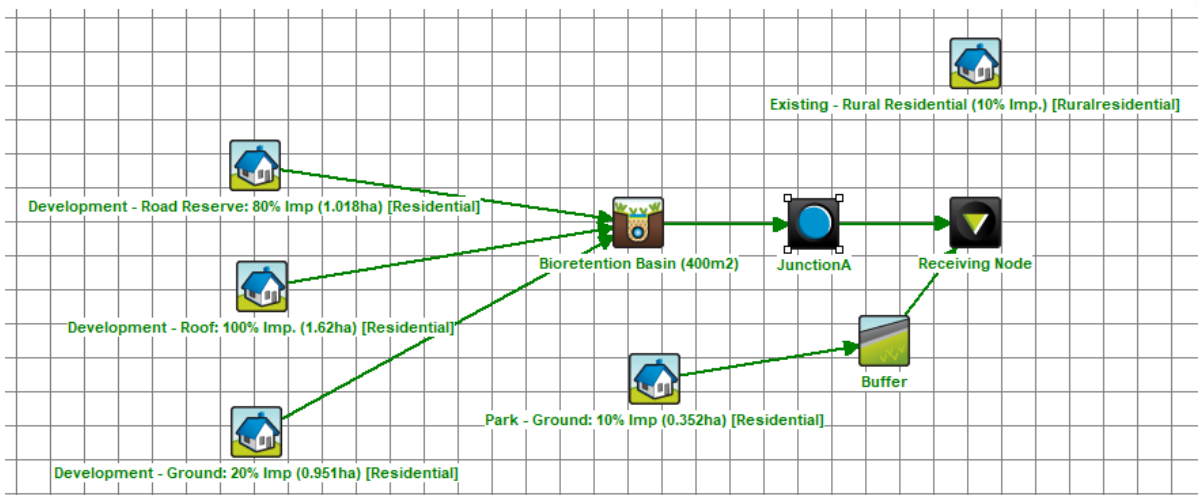 Existing - Rural Residential (10% Imp.) [Ruralresidential]
Development - Road Reserve: 80% Imp (1.018ha) [Residential]
Bioretention Basin (400m2)
JunctionA
Receiving Node
Development - Roof: 100% Imp. (1.62ha) [Residential]
Buffer
Park - Ground: 10% Imp (0.352ha) [Residential]
Development - Ground: 20% Imp (0.951ha) [Residential]